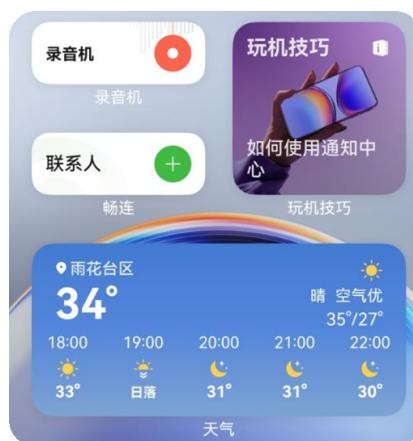 录音机
录音机
玩机技巧
如何使用通知中
心
玩机技巧
联系人
畅连
雨花台区
34°
晴 空气优
35°/27°
18:00 19:00 20:00 21:00 22:00
33° 日落 31° 31° 30°
天气